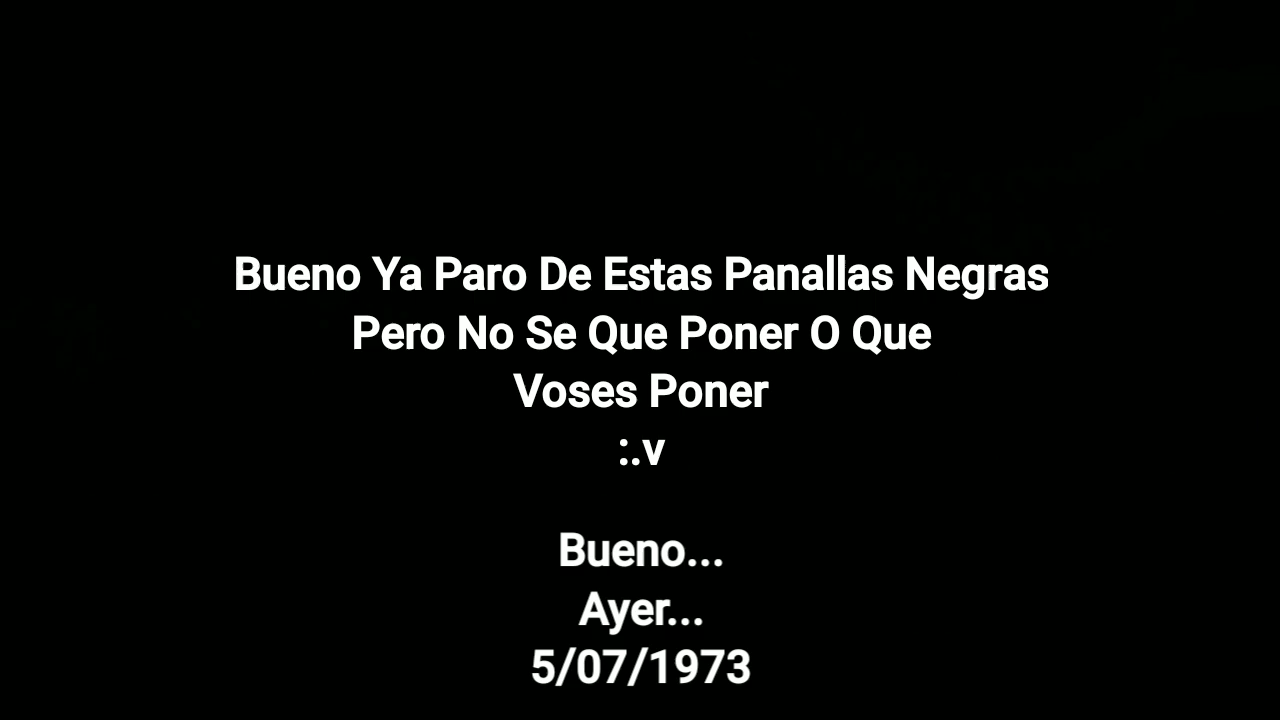 Bueno Ya Paro De Estas Panallas Negras
Pero No Se Que Poner O Que
Voses Poner
:.v
Bueno...
Ayer...
5/07/1973